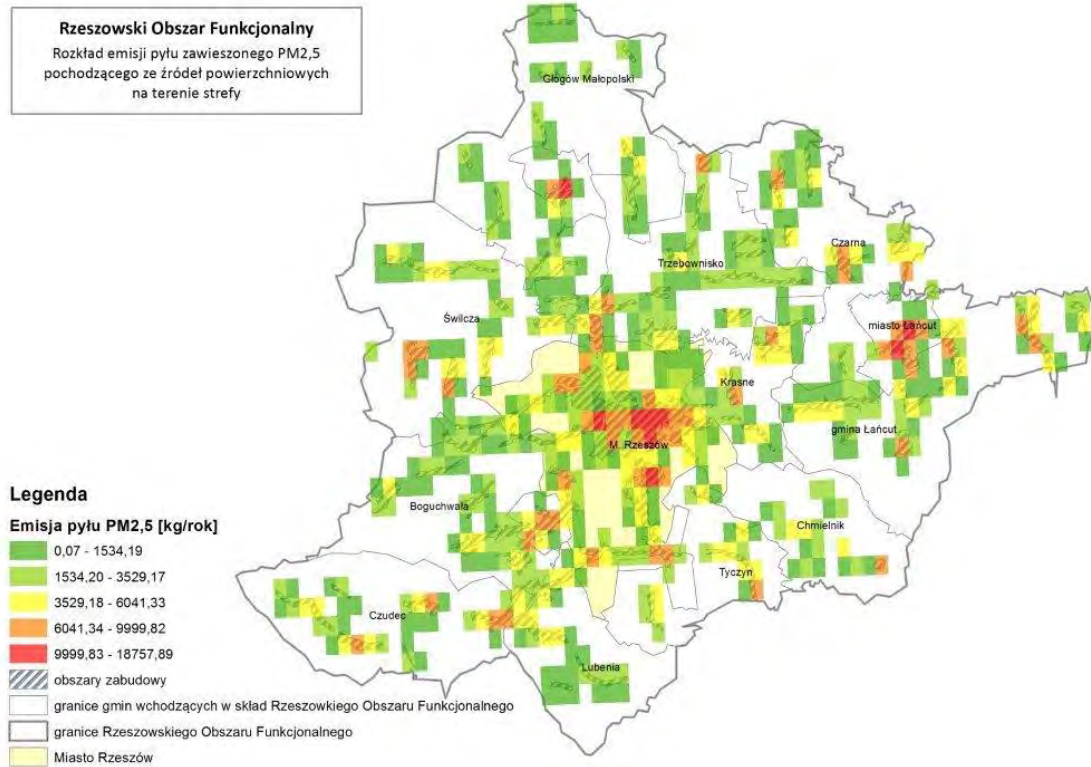 Rzeszowski Obszar Funkcjonalny
Rozkład emisji pyłu zawieszonego PM2,5
pochodzącego ze źródeł powierzchniowych
na terenie strefy
Głogów Małopolski
Czarna
Trzebownisko
Świlcza
miasto Łańcut
Krasne
gmina Łańcut
M. Rzeszów
Boguchwała
Chmielnik
Tyczyn
Czudec
Lubenia
Legenda
Emisja pyłu PM2,5 [kg/rok]
0,07 - 1534,19
1534,20 - 3529,17
3529,18 - 6041,33
6041,34 - 9999,82
9999,83 - 18757,89
obszary zabudowy
granice gmin wchodzących w skład Rzeszowkiego Obszaru Funkcjonalnego
granice Rzeszowskiego Obszaru Funkcjonalnego
Miasto Rzeszów